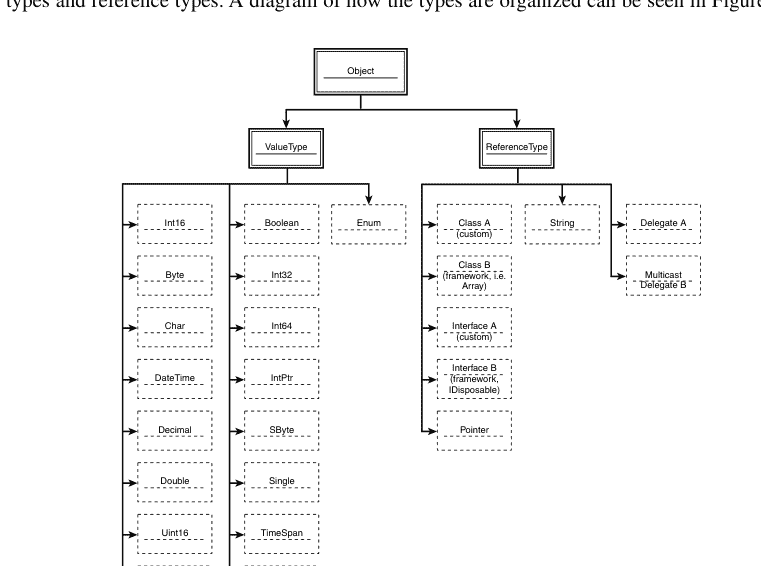 types and reference types. A diagram of how the types are organized can be seen in Figure
Object
ValueType
ReferenceType
Int16
Boolean
Enum
Class A
(custom)
String
Delegate A
Byte
Int32
Class B
(framework, i.e.
Array)
Multicast
Delegate B
Char
Int64
Interface A
(custom)
DateTime
IntPtr
Interface B
(framework,
IDisposable)
Decimal
SByte
Pointer
Double
Single
Uint16
TimeSpan